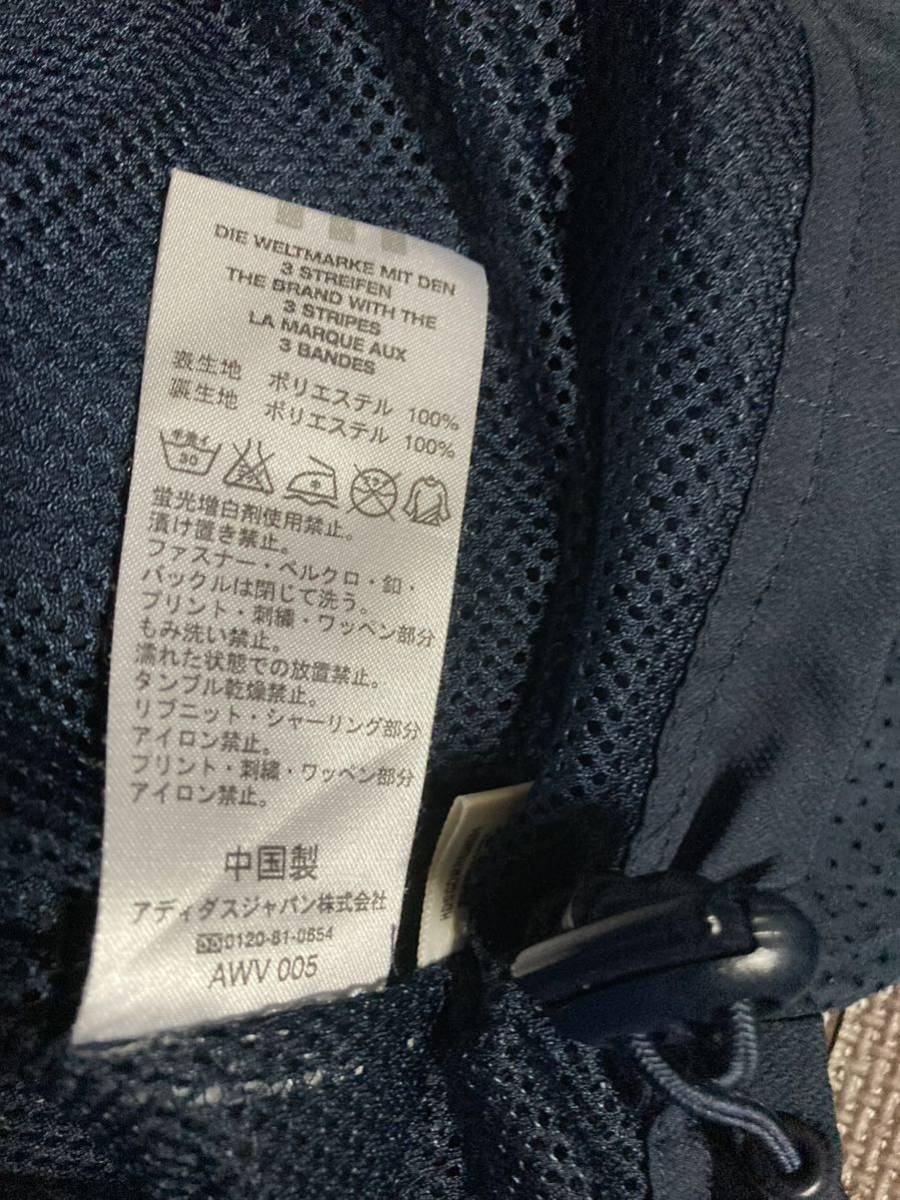 DIE WELTMARKE MIT DEN
3 STREIFEN
THE BRAND WITH THE
3 STRIPES
LA MARQUE AUX
3 BANDES
表生地 ポリエステル 100%
裏生地 ポリエステル 100%
手洗イ
30
中
蛍光増白剤使用禁止。
漬け置き禁止。
ファスナー・ベルクロ・釦・
バックルは閉じて洗う。
プリント・刺繍・ワッペン部分
もみ洗い禁止。
濡れた状態での放置禁止。
タンブル乾燥禁止。
リブニット・シャーリング部分
アイロン禁止。
プリント・刺繍・ワッペン部分
アイロン禁止。
中国製
アディダスジャパン株式会社
0120-81-0654
AWV 005